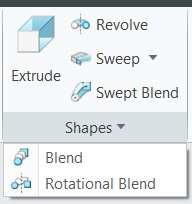 Extrude
Revolve
Sweep
Swept Blend
Shapes
Blend
Rotational Blend